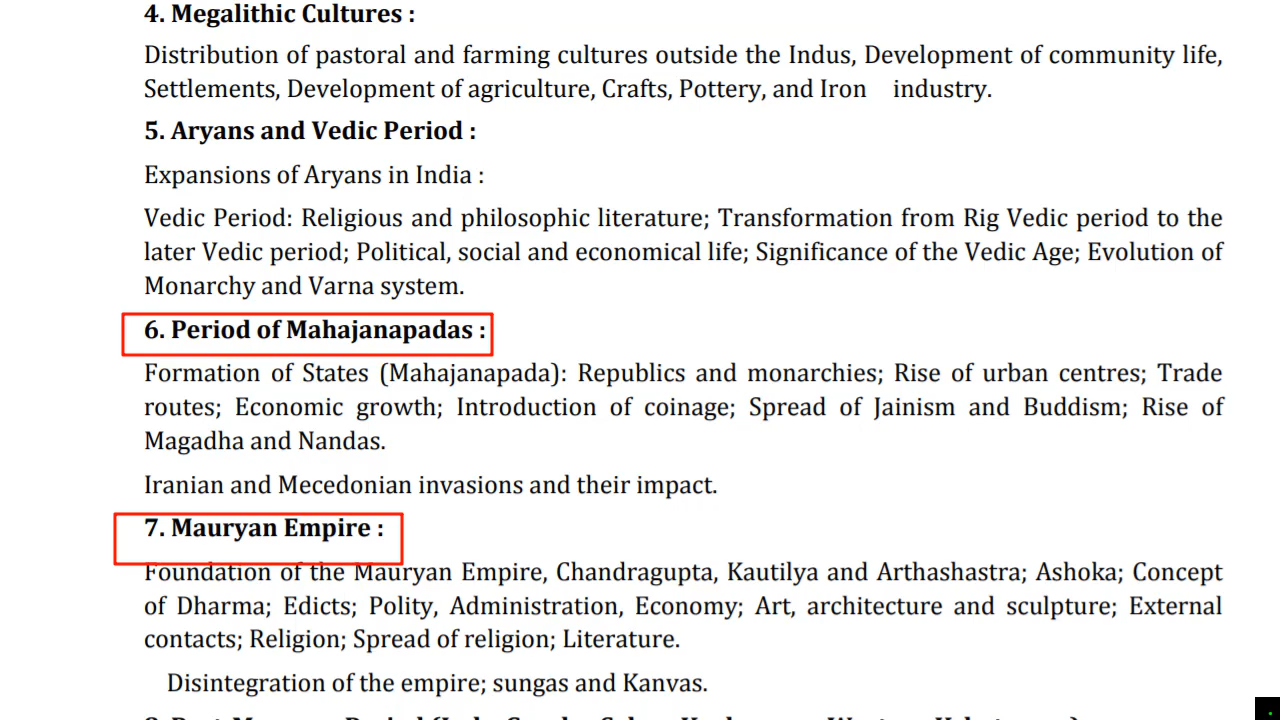 4. Megalithic Cultures :
Distribution of pastoral and farming cultures outside the Indus, Development of community life,
Settlements, Development of agriculture, Crafts, Pottery, and Iron industry.
5. Aryans and Vedic Period :
Expansions of Aryans in India :
Vedic Period: Religious and philosophic literature; Transformation from Rig Vedic period to the
later Vedic period; Political, social and economical life; Significance of the Vedic Age; Evolution of
Monarchy and Varna system.
6. Period of Mahajanapadas :
Formation of States (Mahajanapada): Republics and monarchies; Rise of urban centres; Trade
routes; Economic growth; Introduction of coinage; Spread of Jainism and Buddism; Rise of
Magadha and Nandas.
Iranian and Mecedonian invasions and their impact.
7. Mauryan Empire :
Foundation of the Mauryan Empire, Chandragupta, Kautilya and Arthashastra; Ashoka; Concept
of Dharma; Edicts; Polity, Administration, Economy; Art, architecture and sculpture; External
contacts; Religion; Spread of religion; Literature.
Disintegration of the empire; sungas and Kanvas.